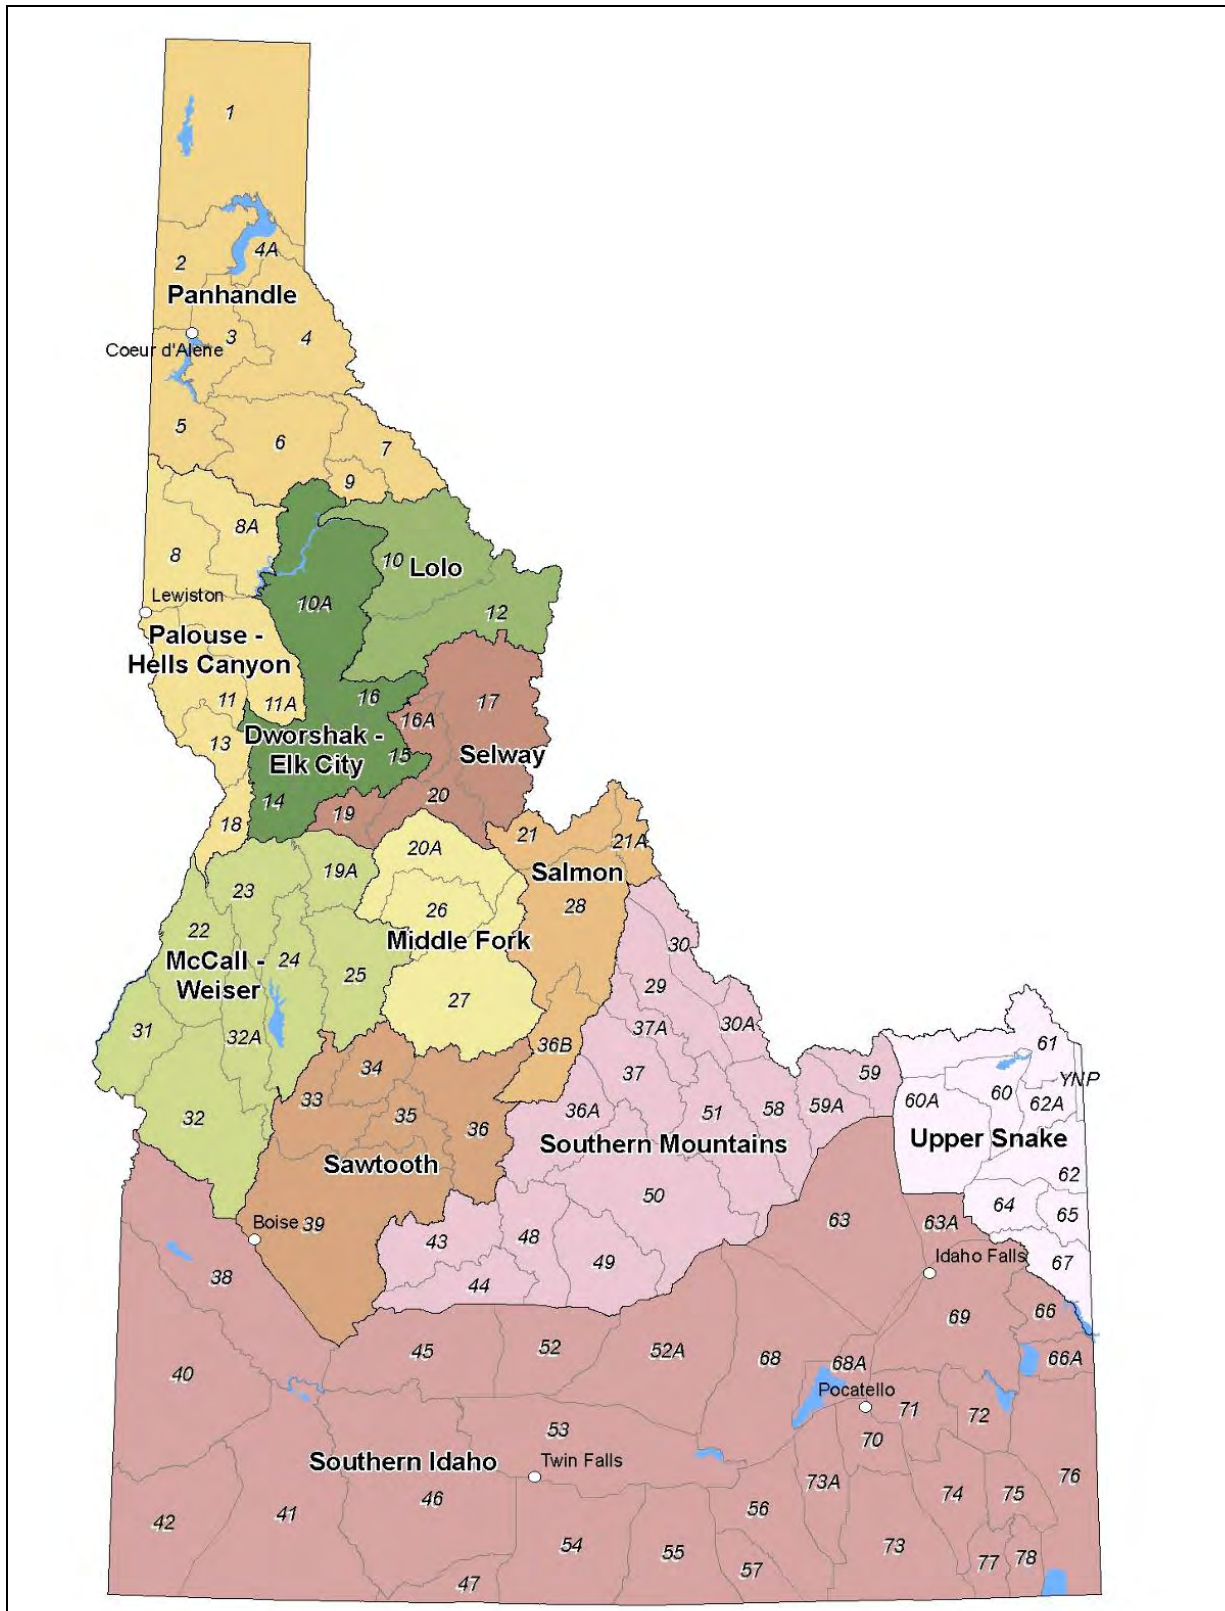 1
2
4A
Panhandle
3
4
Coeur d'Alene
5
6
7
9
8A
8
10
Lolo
Lewiston
10A
12
Palouse -
Hells Canyon
11
11A
16
17
16A
13
Dworshak -
Elk City
15
Selway
14
19
20
18
21
21A
20A
19A
Salmon
23
26
28
22
Middle Fork
30
McCall -
Weiser
24
25
29
27
31
32A
37A
30A
36B
61
34
37
59
YNP
33
35
36
36A
51
58
59A
60A
60
62A
32
Southern Mountains
Upper Snake
Sawtooth
62
50
64
65
Boise
39
43
48
63
63A
Idaho Falls
49
67
38
44
66
69
45
52
52A
68
68A
66A
40
Pocatello
71
72
53
70
Southern Idaho
Twin Falls
76
73A
46
56
74
75
42
41
54
55
73
57
77
78
47